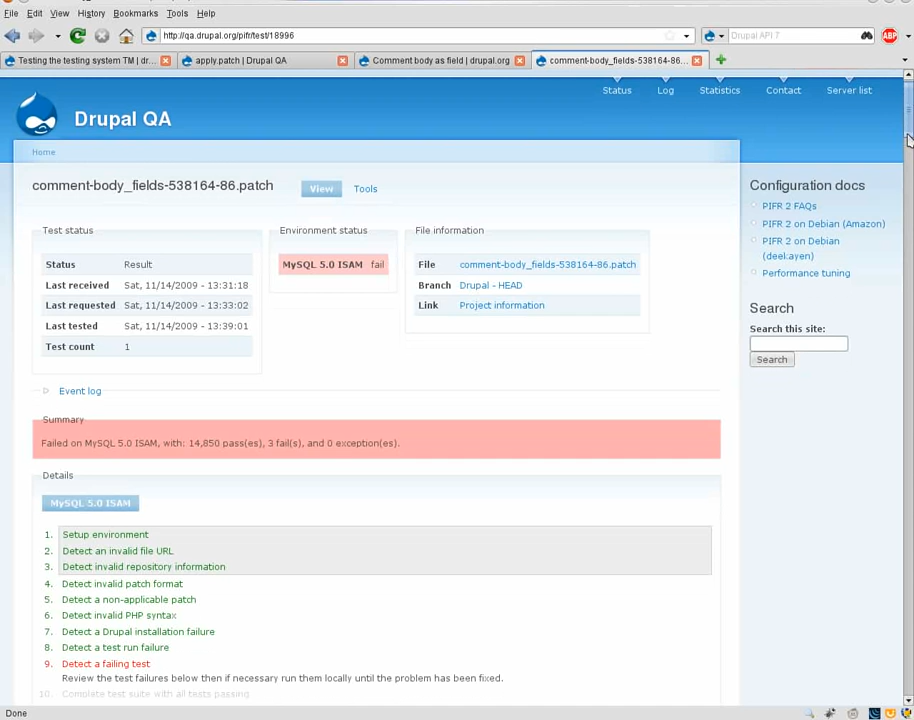 File Edit View History Bookmarks Tools Help
http://qa.drupal.org/pifr/test/18996
Drupal API 7
ABP
Testing the testing system TM | dr...
apply.patch | Drupal QA
Comment body as field | drupal.org
comment-body_fields-538164-86...
Status Log Statistics Contact Server list
Drupal QA
Home
comment-body_fields-538164-86.patch
View Tools
Test status
Status Result
Last received Sat, 11/14/2009 - 13:31:18
Last requested Sat, 11/14/2009 - 13:33:02
Last tested Sat, 11/14/2009 - 13:39:01
Test count 1
Environment status
MySQL 5.0 ISAM fail
File information
File comment-body_fields-538164-86.patch
Branch Drupal - HEAD
Link Project information
Event log
Summary
Failed on MySQL 5.0 ISAM, with: 14,850 pass(es), 3 fail(s), and 0 exception(es).
Details
MySQL 5.0 ISAM
1. Setup environment
2. Detect an invalid file URL
3. Detect invalid repository information
4. Detect invalid patch format
5. Detect a non-applicable patch
6. Detect invalid PHP syntax
7. Detect a Drupal installation failure
8. Detect a test run failure
9. Detect a failing test
Review the test failures below then if necessary run them locally until the problem has been fixed.
10. Complete test suite with all tests passing
Configuration docs
PIFR 2 FAQs
PIFR 2 on Debian (Amazon)
PIFR 2 on Debian
(deekayen)
Performance tuning
Search
Search this site:
Search
Done